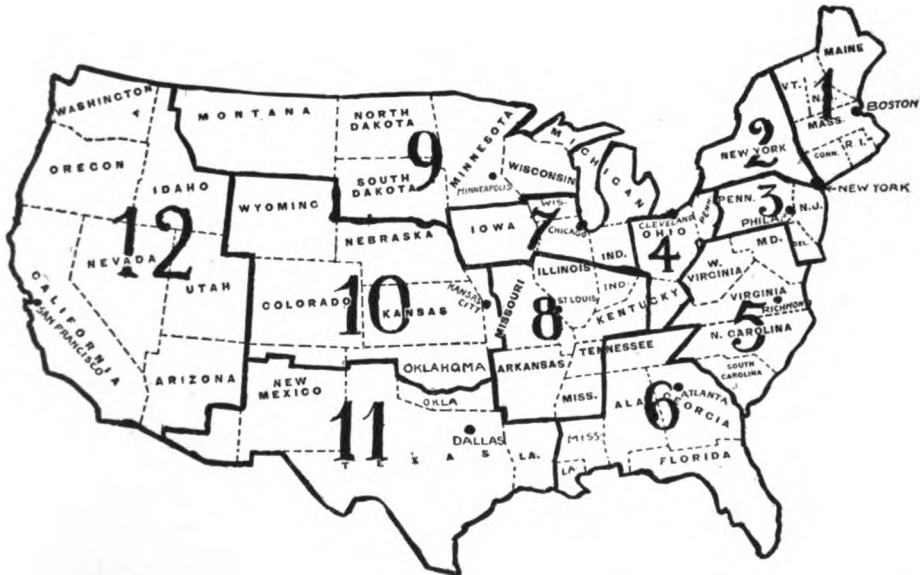 WASHINGTON
MONTANA
NORTH
DAKOTA
MINNESOTA
MICHIGAN
MAINE
VT.
N.H.
1
BOSTON
MASS.
CONN.
R.I.
OREGON
IDAHO
SOUTH
DAKOTA
9
MINNEAPOLIS
WISCONSIN
NEW YORK
2
NEW YORK
WYOMING
NEBRASKA
IOWA
WIS.
7
CHICAGO
IND.
CLEVELAND
OHIO
4
PENN.
PENN.
3
PHILA.
N.J.
12
NEVADA
UTAH
CALIFORNIA
SAN FRANCISCO
COLORADO
10
KANSAS
KANSAS
CITY
MISSOURI
ILLINOIS
IND.
ST LOUIS
8
KENTUCKY
W.
VIRGINIA
MD.
DEL.
VIRGINIA
RICHMOND
5
N. CAROLINA
SOUTH
CAROLINA
ARIZONA
NEW
MEXICO
OKLAHOMA
OKLA
ARKANSAS
TENNESSEE
MISS.
ALA
6
ATLANTA
GEORGIA
11
DALLAS
TEXAS
LA.
MISS
LA
FLORIDA